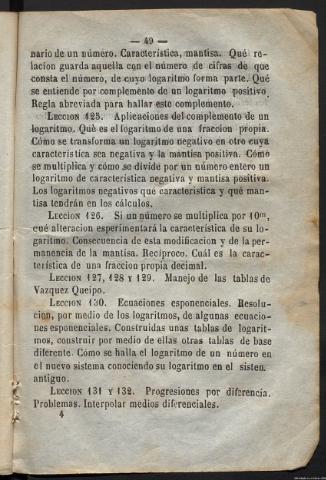 — 49 —
nario de un número. Característica, mantisa. Qué re-
lacion guarda aquella con el número de cifras de que
consta el número, de cuyo logaritmo forma parte. Qué
se entiende por complemento de un logaritmo positivo.
Regla abreviada para hallar este complemento.
LECCION 125. Aplicaciones del complemento de un
logaritmo. Què es el logaritmo de una fraccion propia.
Cómo se transforma un logaritmo negativo en otro cuya
característica sea negativa y la mantisa positiva. Cómo
se multiplica y cómo se divide por un número entero un
logaritmo de característica negativa y mantisa positiva.
Los logaritmos negativos qué característica y qué man-
tisa tendrán en los cálculos.
LECCION 126. Si un número se multiplica por 10ᵐ,
qué alteracion esperimentará la característica de su lo-
garitmo. Consecuencia de esta modificacion y de la per-
manencia de la mantisa. Recíproco. Cuál es la carac-
terística de una fraccion propia decimal.
LECCION 127, 128 Y 129. Manejo de las tablas de
Vazquez Queipo.
LECCION 130. Ecuaciones esponenciales. Resolu-
cion, por medio de los logaritmos, de algunas ecuacio-
nes esponenciales. Construidas unas tablas de logarit-
mos, construir por medio de ellas otras tablas de base
diferente. Cómo se halla el logaritmo de un número en
el nuevo sistema conociendo su logaritmo en el sistem.
antiguo.
LECCION 131 Y 132. Progresiones por diferencia.
Problemas. Interpolar medios diferenciales.
4